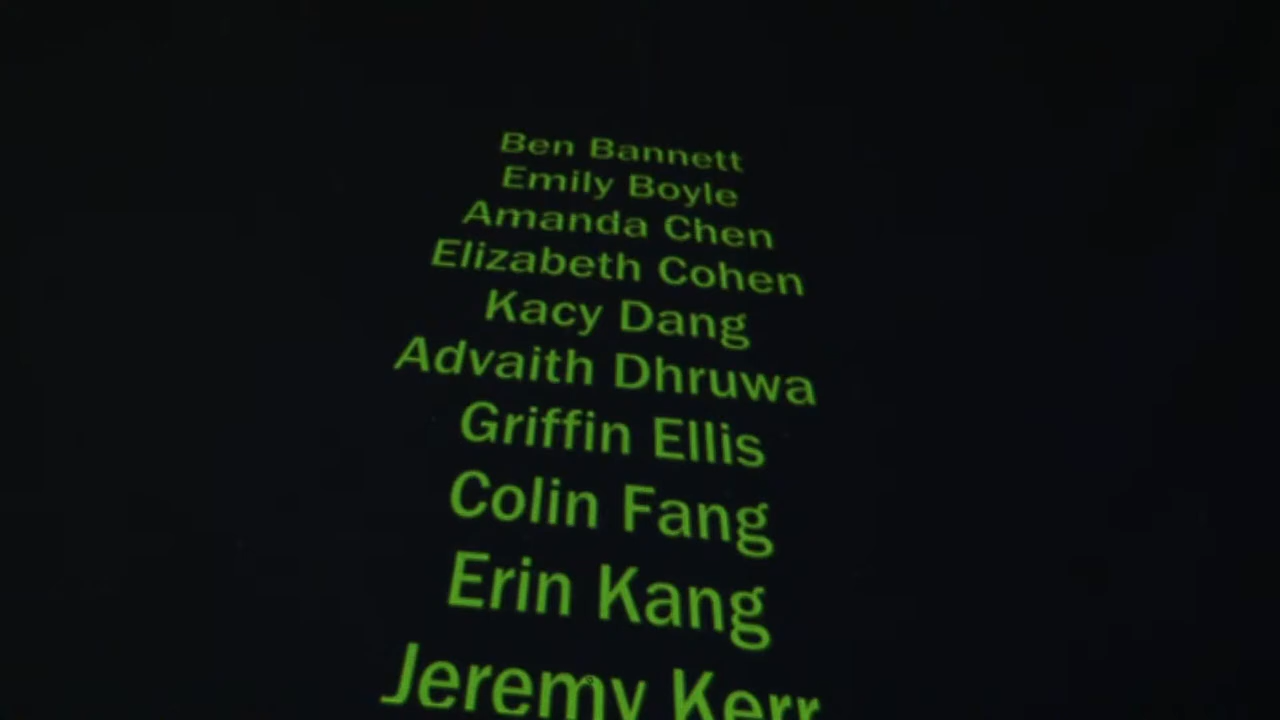 Ben Bannett
Emily Boyle
Amanda Chen
Elizabeth Cohen
Kacy Dang
Advaith Dhruwa
Griffin Ellis
Colin Fang
Erin Kang
Jeremy Kerr